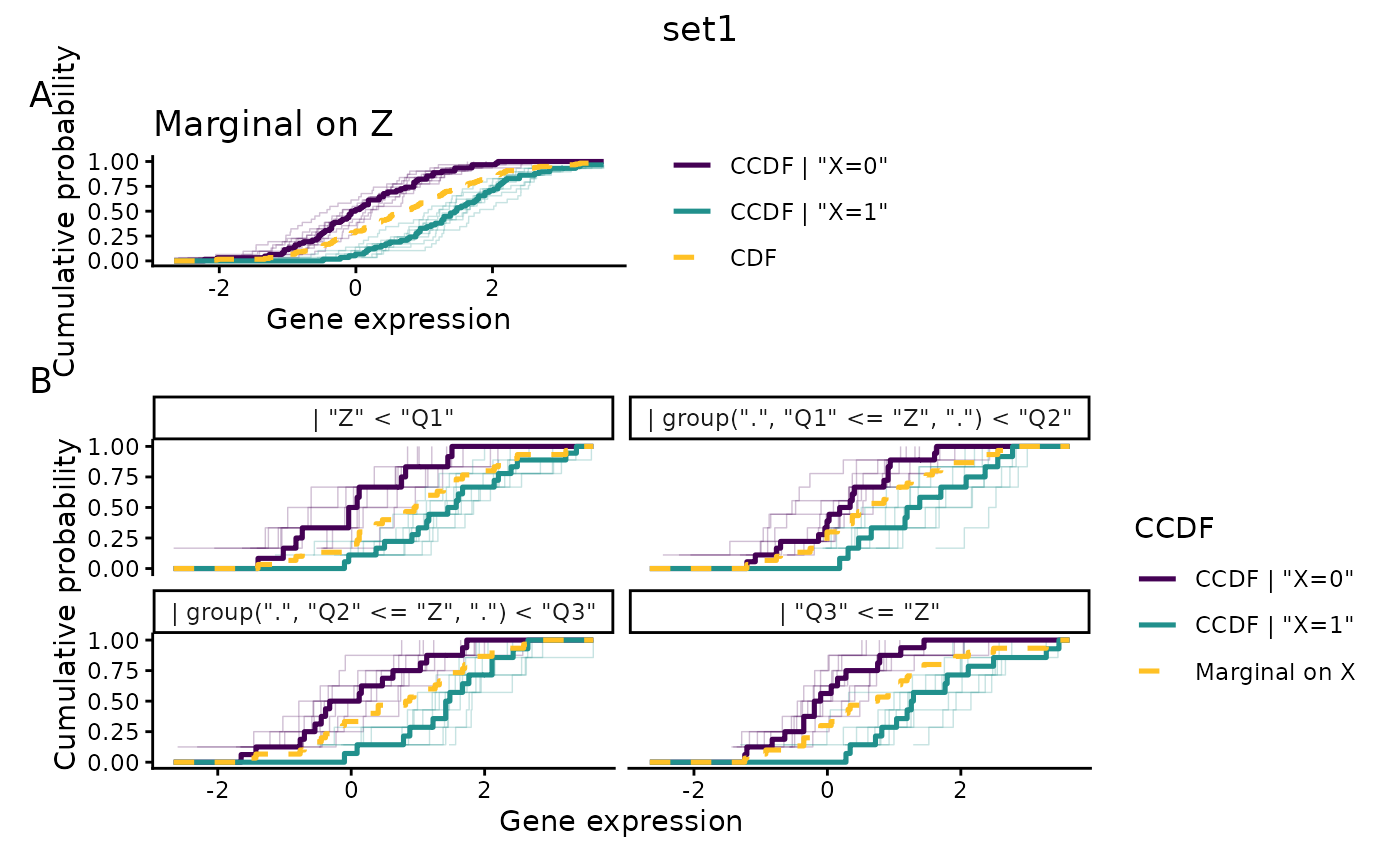 set1
A
Marginal on Z
Cumulative probability
1.00
0.75
0.50
0.25
0.00
-2 0 2
Gene expression
CCDF | "X=0"
CCDF | "X=1"
CDF
B
| "Z" < "Q1"
| group(".", "Q1" <= "Z", ".") < "Q2"
Cumulative probability
1.00
0.75
0.50
0.25
0.00
| group(".", "Q2" <= "Z", ".") < "Q3"
| "Q3" <= "Z"
1.00
0.75
0.50
0.25
0.00
-2 0 2
-2 0 2
Gene expression
CCDF
CCDF | "X=0"
CCDF | "X=1"
Marginal on X